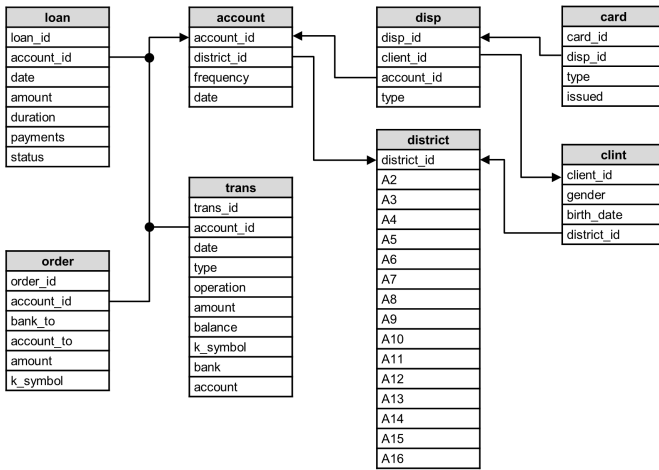 loan
loan_id
account_id
date
amount
duration
payments
status
account
account_id
district_id
frequency
date
disp
disp_id
client_id
account_id
type
card
card_id
disp_id
type
issued
district
district_id
A2
A3
A4
A5
A6
A7
A8
A9
A10
A11
A12
A13
A14
A15
A16
clint
client_id
gender
birth_date
district_id
trans
trans_id
account_id
date
type
operation
amount
balance
k_symbol
bank
account
order
order_id
account_id
bank_to
account_to
amount
k_symbol